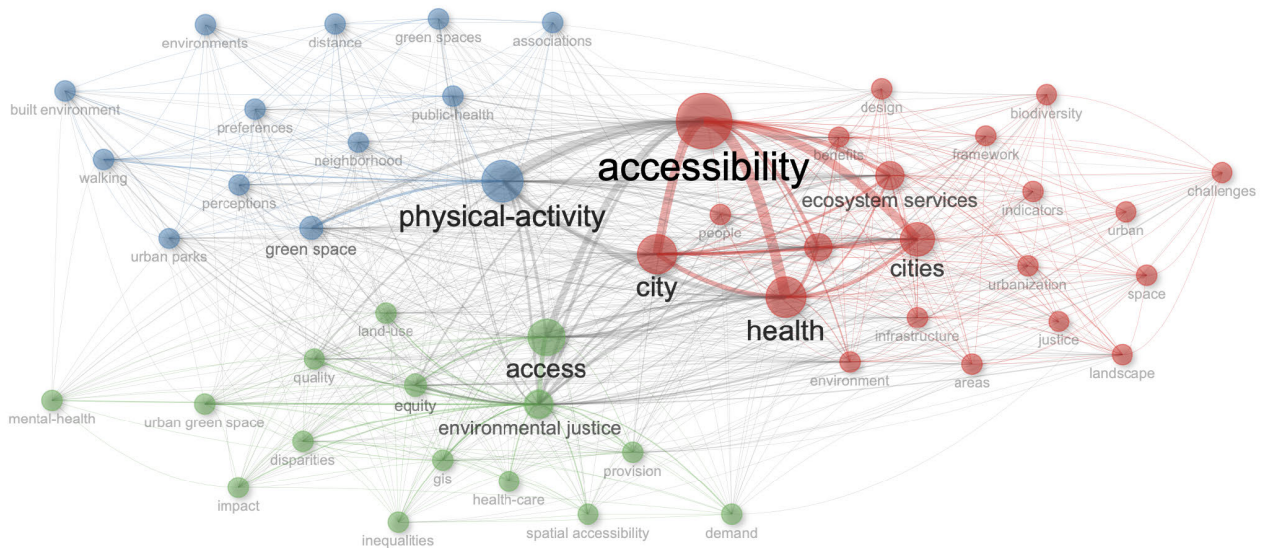 environments
distance
green spaces
associations
built environment
preferences
public-health
design
biodiversity
neighborhood
accessibility
benefits
framework
walking
perceptions
physical-activity
ecosystem services
challenges
indicators
people
urban
green space
urban parks
city
cities
urbanization
space
land-use
health
infrastructure
justice
quality
access
environment
areas
landscape
mental-health
urban green space
equity
environmental justice
disparities
gis
provision
impact
health-care
inequalities
spatial accessibility
demand